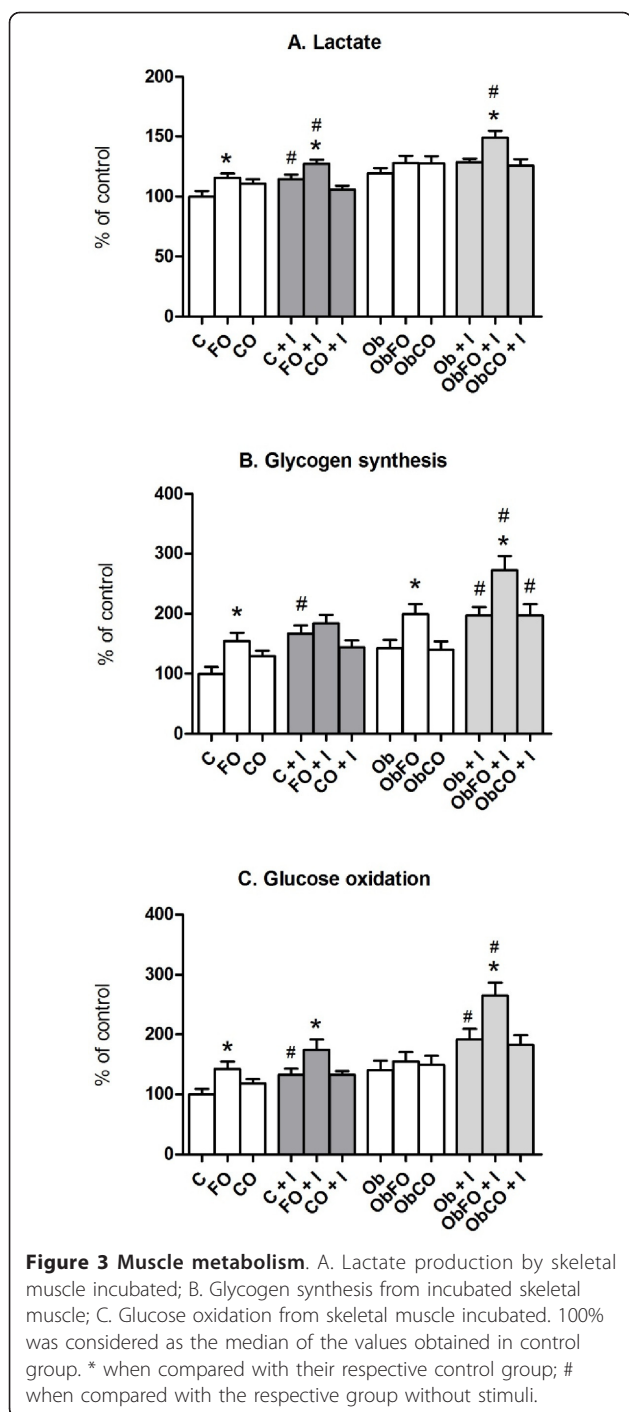 A. Lactate
200
150
100
50
0
% of control
#
#
*
#
*
*
C FO CO C + I FO + I CO + I Ob ObFO ObCO Ob + I ObFO + I ObCO + I
B. Glycogen synthesis
400
300
200
100
0
% of control
#
*
# #
#
*
*
C FO CO C + I FO + I CO + I Ob ObFO ObCO Ob + I ObFO + I ObCO + I
C. Glucose oxidation
400
300
200
100
0
% of control
#
*
#
*
#
*
C FO CO C + I FO + I CO + I Ob ObFO ObCO Ob + I ObFO + I ObCO + I
Figure 3 Muscle metabolism. A. Lactate production by skeletal
muscle incubated; B. Glycogen synthesis from incubated skeletal
muscle; C. Glucose oxidation from skeletal muscle incubated. 100%
was considered as the median of the values obtained in control
group. * when compared with their respective control group; #
when compared with the respective group without stimuli.